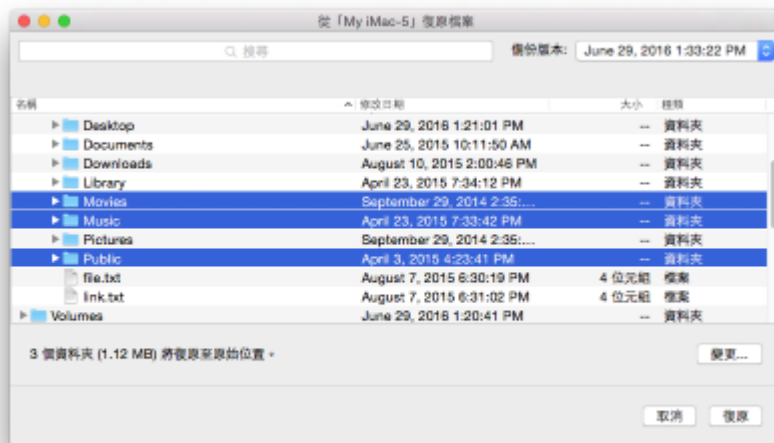 從「My iMac-5」復原檔案
搜尋 備份版本: June 29, 2016 1:33:22 PM
名稱 修改日期 大小 種類
Desktop June 29, 2016 1:21:01 PM -- 資料夾
Documents June 25, 2015 10:11:50 AM -- 資料夾
Downloads August 10, 2015 2:00:46 PM -- 資料夾
Library April 23, 2015 7:34:12 PM -- 資料夾
Movies September 29, 2014 2:35:... -- 資料夾
Music April 23, 2015 7:33:42 PM -- 資料夾
Pictures September 29, 2014 2:35:... -- 資料夾
Public April 3, 2015 4:23:41 PM -- 資料夾
file.txt August 7, 2015 6:30:19 PM 4 位元組 檔案
link.txt August 7, 2015 6:31:02 PM 4 位元組 檔案
Volumes June 29, 2016 1:20:41 PM -- 資料夾
3 個資料夾 (1.12 MB) 將復原至原始位置。 變更...
取消 復原